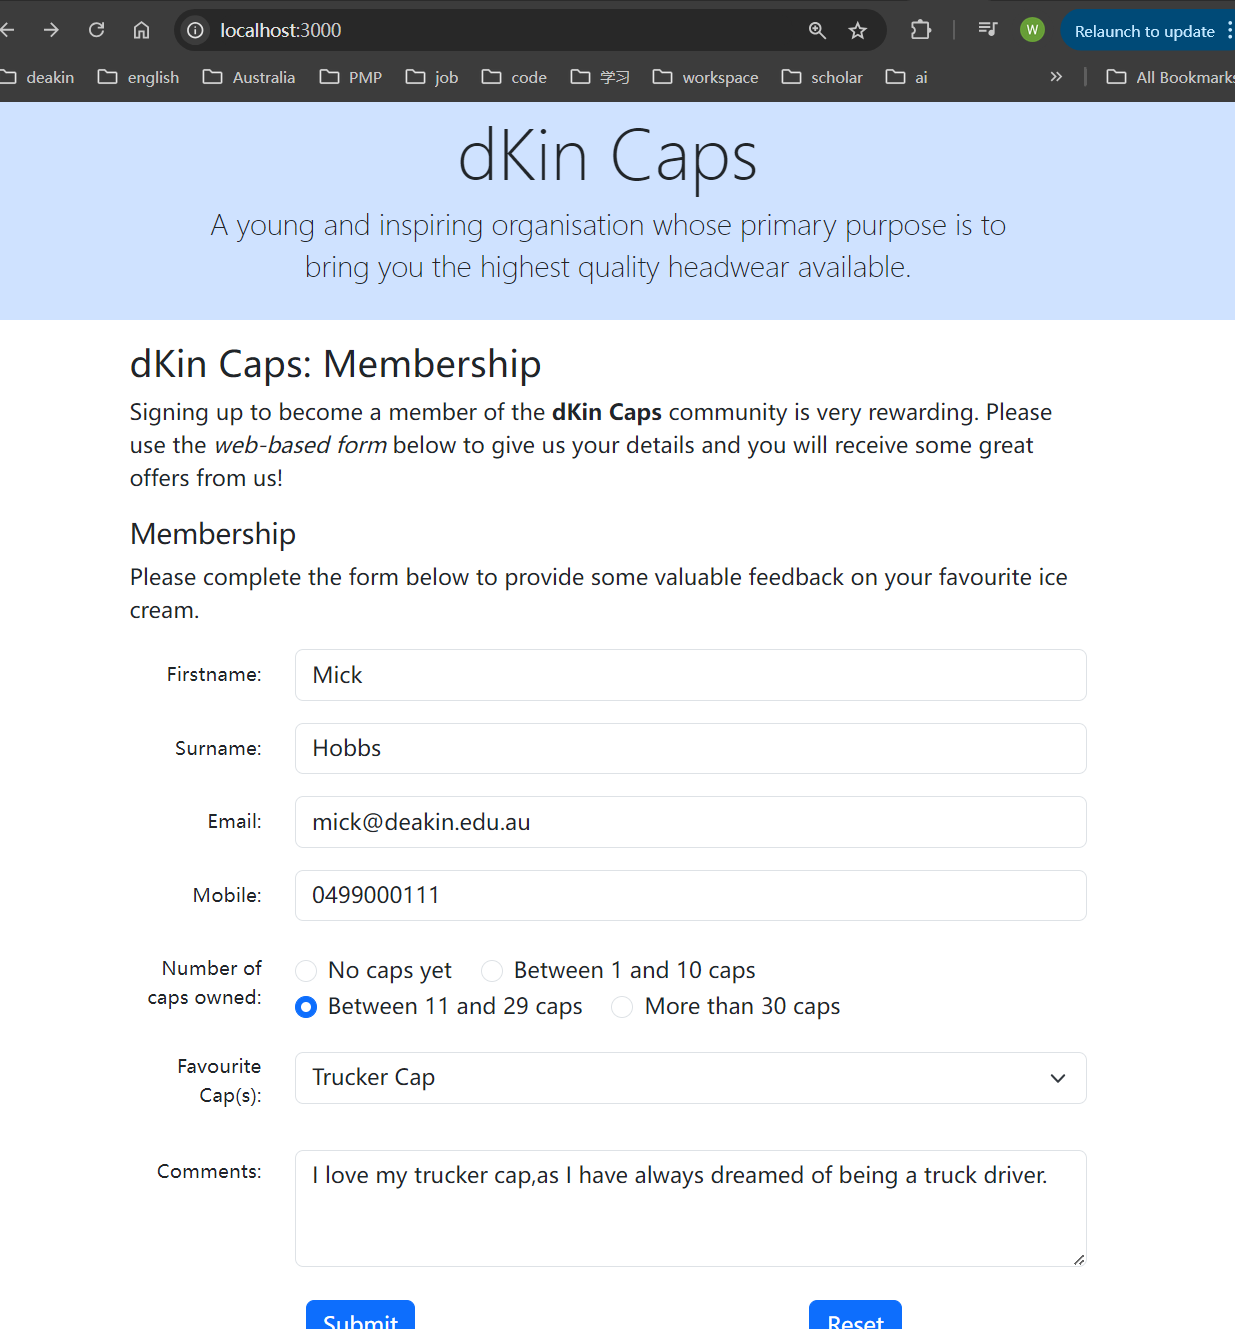 localhost:3000
W
Relaunch to update
deakin english Australia PMP job code 学习 workspace scholar ai » All Bookmarks
dKin Caps
A young and inspiring organisation whose primary purpose is to
bring you the highest quality headwear available.
dKin Caps: Membership
Signing up to become a member of the dKin Caps community is very rewarding. Please
use the web-based form below to give us your details and you will receive some great
offers from us!
Membership
Please complete the form below to provide some valuable feedback on your favourite ice
cream.
Firstname: Mick
Surname: Hobbs
Email: mick@deakin.edu.au
Mobile: 0499000111
Number of
caps owned:
No caps yet Between 1 and 10 caps
Between 11 and 29 caps More than 30 caps
Favourite
Cap(s):
Trucker Cap
Comments: I love my trucker cap,as I have always dreamed of being a truck driver.
Submit Reset